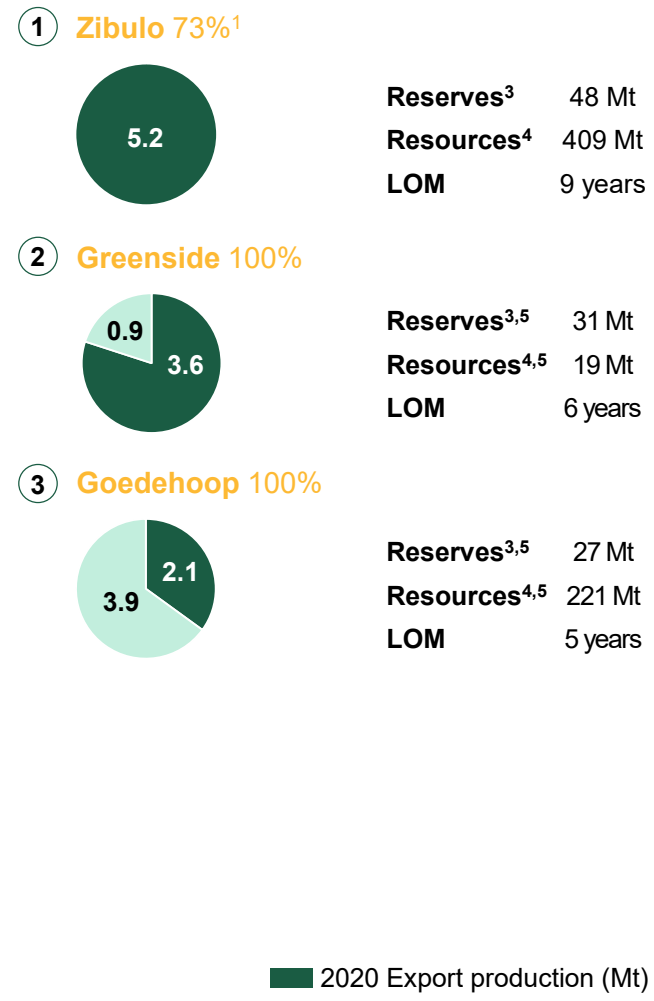 1 Zibulo 73%¹
5.2
Reserves³ 48 Mt
Resources⁴ 409 Mt
LOM 9 years
2 Greenside 100%
0.9
3.6
Reserves³,⁵ 31 Mt
Resources⁴,⁵ 19 Mt
LOM 6 years
3 Goedehoop 100%
2.1
3.9
Reserves³,⁵ 27 Mt
Resources⁴,⁵ 221 Mt
LOM 5 years
2020 Export production (Mt)